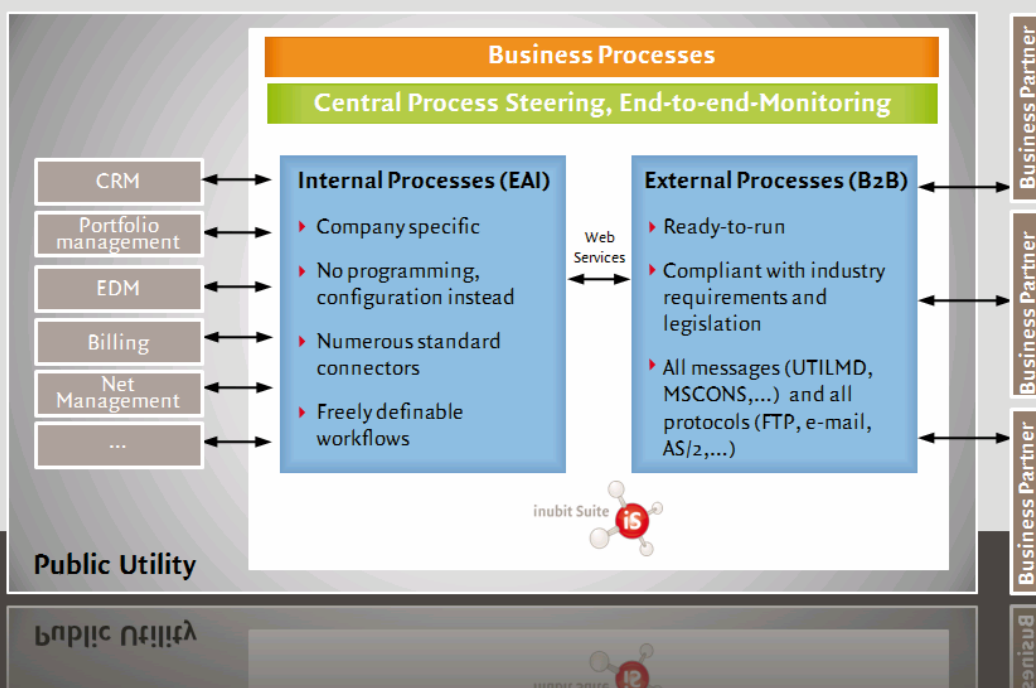 Business Processes
Central Process Steering, End-to-end-Monitoring
CRM
Portfolio
management
EDM
Billing
Net
Management
...
Internal Processes (EAI)
Company specific
No programming,
configuration instead
Numerous standard
connectors
Freely definable
workflows
Web
Services
External Processes (B2B)
Ready-to-run
Compliant with industry
requirements and
legislation
All messages (UTILMD,
MSCONS,...) and all
protocols (FTP, e-mail,
AS/2,...)
inubit Suite
iS
Public Utility
Business Partner
Business Partner
Business Partner